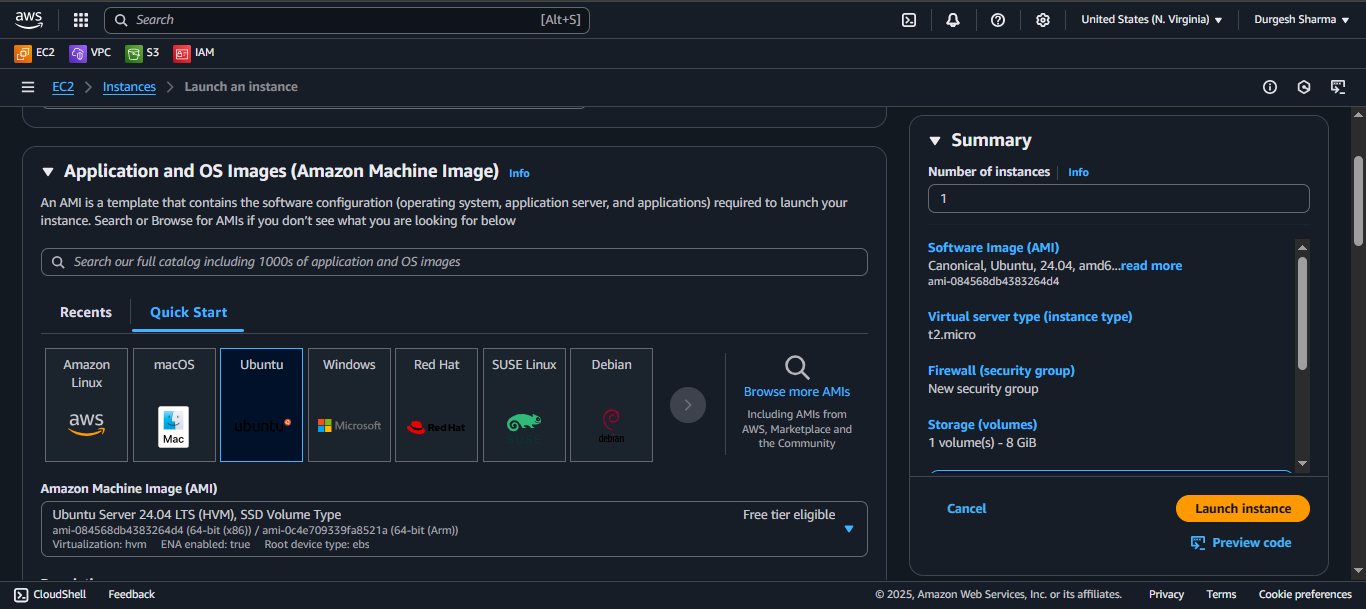 aws
Search [Alt+S]
United States (N. Virginia)
Durgesh Sharma
EC2 VPC S3 IAM
EC2 Instances Launch an instance
Application and OS Images (Amazon Machine Image) Info
An AMI is a template that contains the software configuration (operating system, application server, and applications) required to launch your
instance. Search or Browse for AMIs if you don't see what you are looking for below
Search our full catalog including 1000s of application and OS images
Recents Quick Start
Amazon
Linux
aws
macOS
Mac
Ubuntu
ubuntu
Windows
Microsoft
Red Hat
Red Hat
SUSE Linux
Debian
debian
Browse more AMIs
Including AMIs from
AWS, Marketplace and
the Community
Amazon Machine Image (AMI)
Ubuntu Server 24.04 LTS (HVM), SSD Volume Type
Free tier eligible
ami-084568db4383264d4 (64-bit (x86)) / ami-0c4e709339fa8521a (64-bit (Arm))
Virtualization: hvm ENA enabled: true Root device type: ebs
Summary
Number of instances Info
1
Software Image (AMI)
Canonical, Ubuntu, 24.04, amd6...read more
ami-084568db4383264d4
Virtual server type (instance type)
t2.micro
Firewall (security group)
New security group
Storage (volumes)
1 volume(s) - 8 GiB
Cancel
Launch instance
Preview code
CloudShell Feedback
© 2025, Amazon Web Services, Inc. or its affiliates. Privacy Terms Cookie preferences